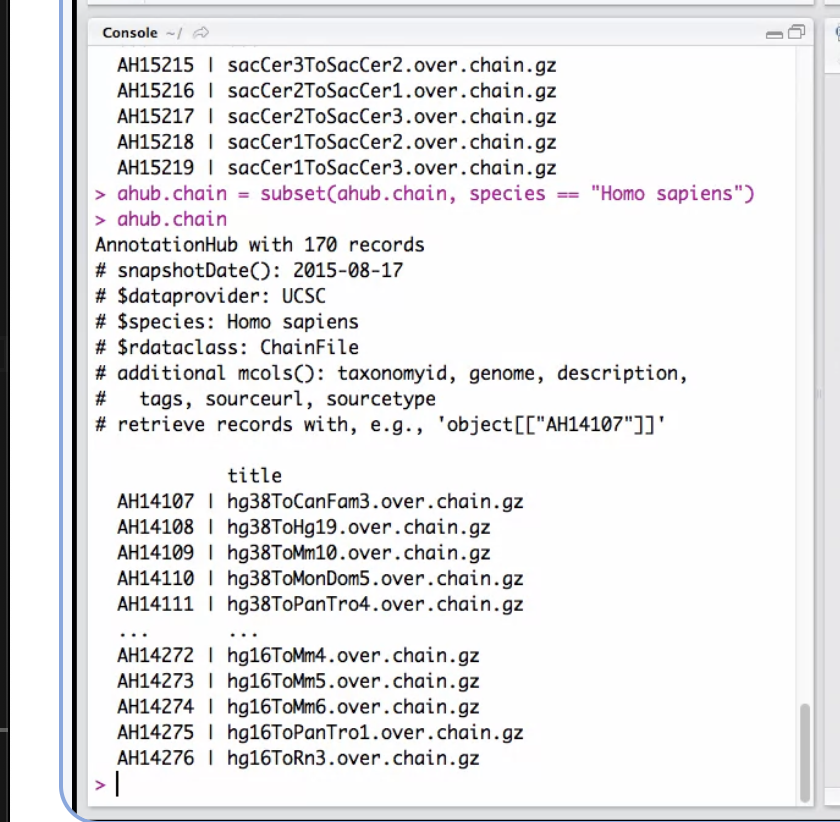 Console ~/
AH15215 | sacCer3ToSacCer2.over.chain.gz
AH15216 | sacCer2ToSacCer1.over.chain.gz
AH15217 | sacCer2ToSacCer3.over.chain.gz
AH15218 | sacCer1ToSacCer2.over.chain.gz
AH15219 | sacCer1ToSacCer3.over.chain.gz
> ahub.chain = subset(ahub.chain, species == "Homo sapiens")
> ahub.chain
AnnotationHub with 170 records
# snapshotDate(): 2015-08-17
# $dataprovider: UCSC
# $species: Homo sapiens
# $rdataclass: ChainFile
# additional mcols(): taxonomyid, genome, description,
#   tags, sourceurl, sourcetype
# retrieve records with, e.g., 'object[["AH14107"]]'
title
AH14107 | hg38ToCanFam3.over.chain.gz
AH14108 | hg38ToHg19.over.chain.gz
AH14109 | hg38ToMm10.over.chain.gz
AH14110 | hg38ToMonDom5.over.chain.gz
AH14111 | hg38ToPanTro4.over.chain.gz
...       ...
AH14272 | hg16ToMm4.over.chain.gz
AH14273 | hg16ToMm5.over.chain.gz
AH14274 | hg16ToMm6.over.chain.gz
AH14275 | hg16ToPanTro1.over.chain.gz
AH14276 | hg16ToRn3.over.chain.gz
>